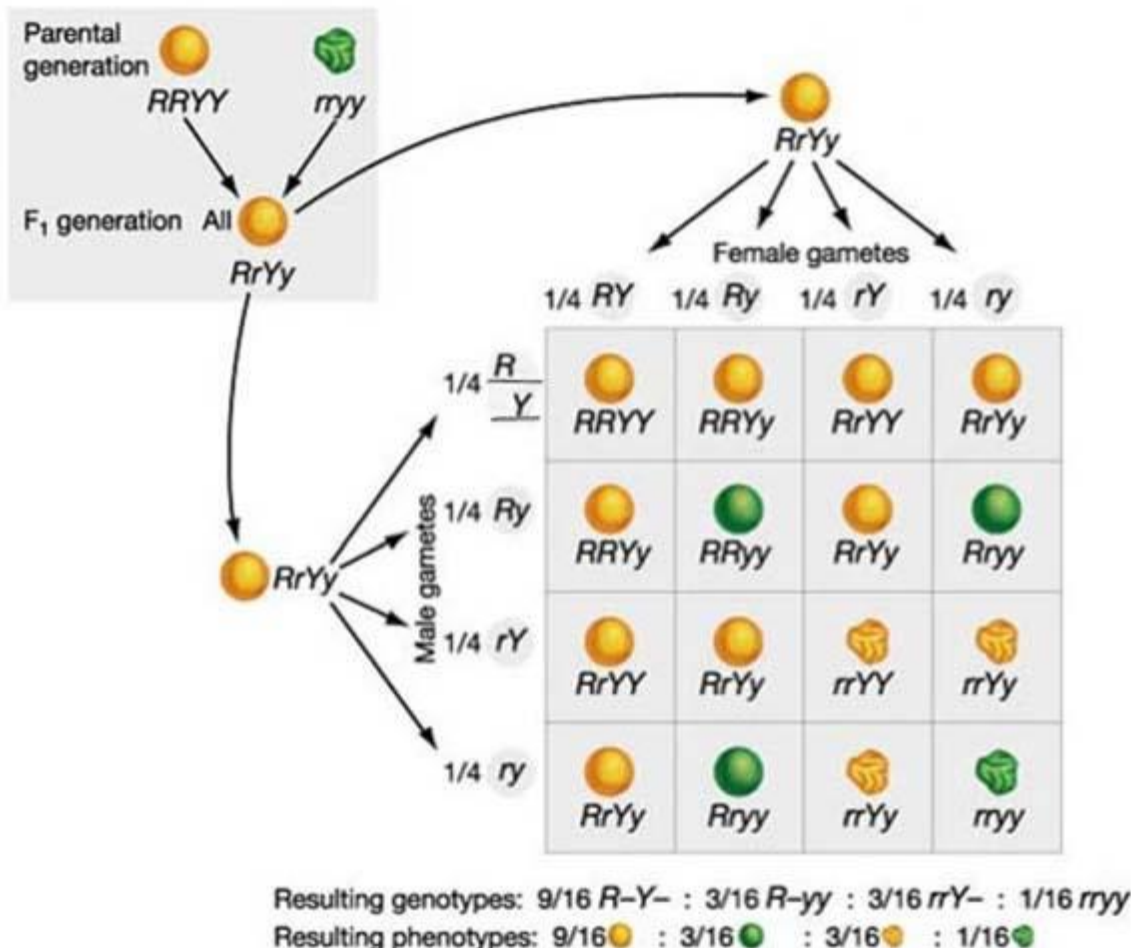 Parental
generation
RRYY rryy
F1 generation All
RrYy
RrYy
Female gametes
1/4 RY 1/4 Ry 1/4 rY 1/4 ry
1/4 R
Y
RRYY RRYy RrYY RrYy
Male gametes
RrYy
1/4 Ry
RRYy RRyy RrYy Rryy
1/4 rY
RrYY RrYy rrYY rrYy
1/4 ry
RrYy Rryy rrYy rryy
Resulting genotypes: 9/16 R–Y– : 3/16 R–yy : 3/16 rrY– : 1/16 rryy
Resulting phenotypes: 9/16 : 3/16 : 3/16 : 1/16